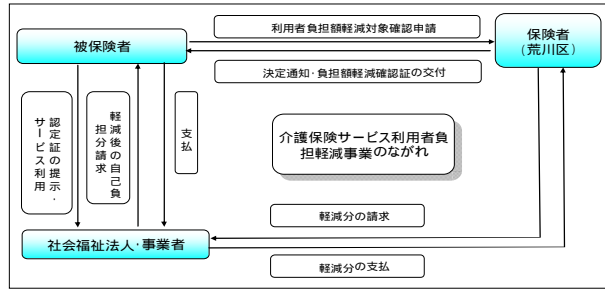 利用者負担額軽減対象確認申請
被保険者
保険者
(荒川区)
決定通知・負担額軽減確認証の交付
認定証の提示・
サービス利用
軽減後の自己負
担分請求
支払
介護保険サービス利用者負
担軽減事業のながれ
軽減分の請求
社会福祉法人・事業者
軽減分の支払